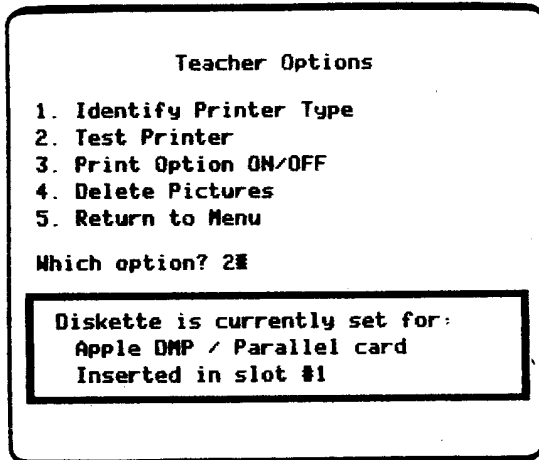 Teacher Options
1. Identify Printer Type
2. Test Printer
3. Print Option ON/OFF
4. Delete Pictures
5. Return to Menu
Which option? 2
Diskette is currently set for:
Apple DMP / Parallel card
Inserted in slot #1